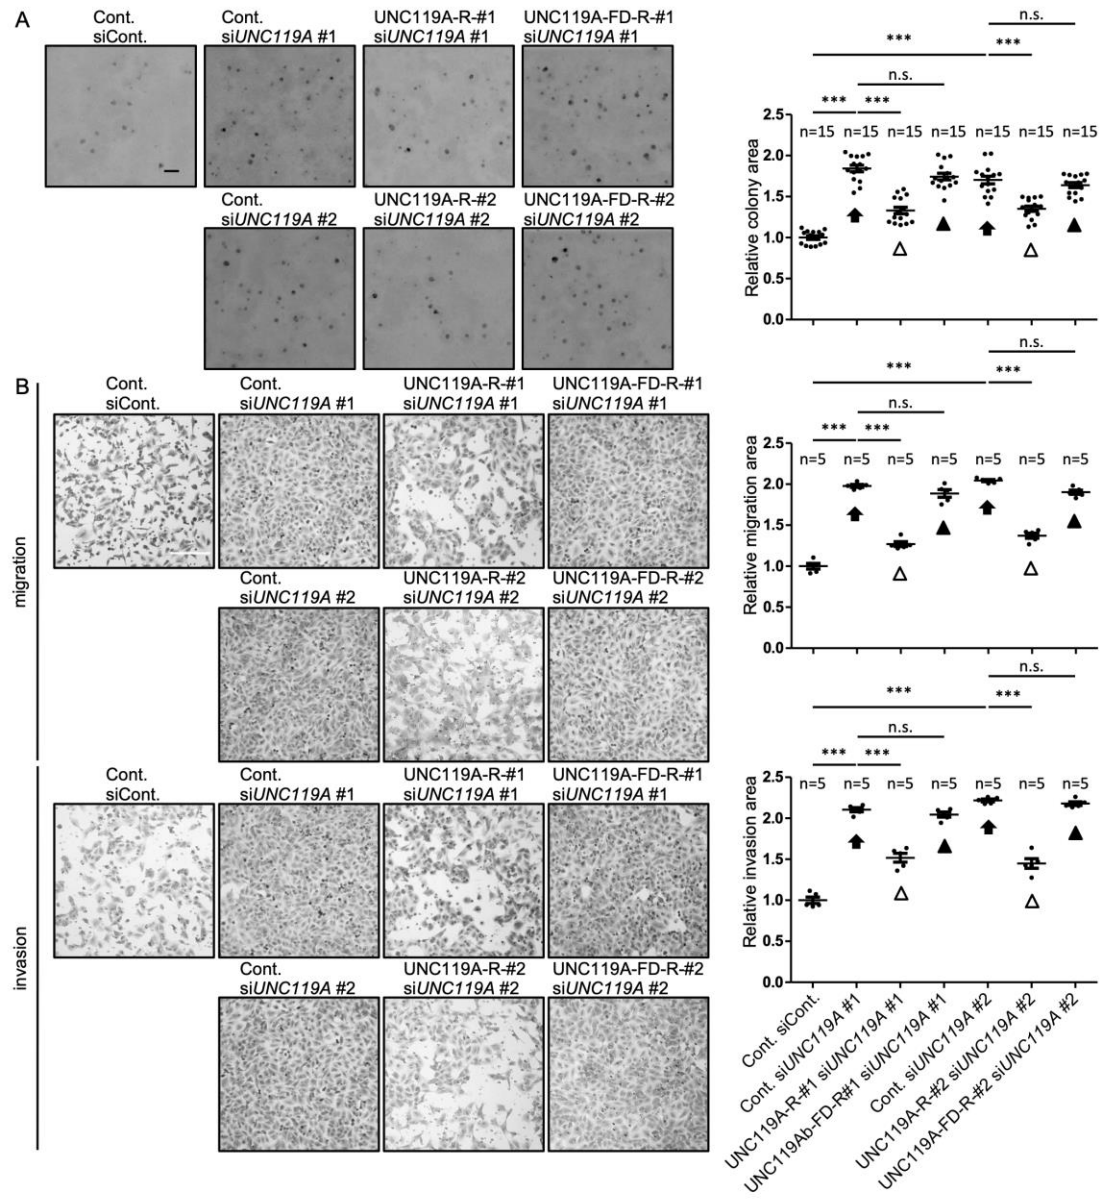 A
Cont.
siCont.
Cont.
siUNC119A #1
UNC119A-R-#1
siUNC119A #1
UNC119A-FD-R-#1
siUNC119A #1
Cont.
siUNC119A #2
UNC119A-R-#2
siUNC119A #2
UNC119A-FD-R-#2
siUNC119A #2
n.s.
*** ***
n.s.
*** ***
2.5
n=15 n=15 n=15 n=15 n=15 n=15 n=15
2.0
1.5
1.0
0.5
0.0
Relative colony area
B
migration
Cont.
siCont.
Cont.
siUNC119A #1
UNC119A-R-#1
siUNC119A #1
UNC119A-FD-R-#1
siUNC119A #1
Cont.
siUNC119A #2
UNC119A-R-#2
siUNC119A #2
UNC119A-FD-R-#2
siUNC119A #2
n.s.
*** ***
n.s.
*** ***
2.5
n=5 n=5 n=5 n=5 n=5 n=5 n=5
2.0
1.5
1.0
0.5
0.0
Relative migration area
invasion
Cont.
siCont.
Cont.
siUNC119A #1
UNC119A-R-#1
siUNC119A #1
UNC119A-FD-R-#1
siUNC119A #1
Cont.
siUNC119A #2
UNC119A-R-#2
siUNC119A #2
UNC119A-FD-R-#2
siUNC119A #2
n.s.
*** ***
n.s.
*** ***
2.5
n=5 n=5 n=5 n=5 n=5 n=5 n=5
2.0
1.5
1.0
0.5
0.0
Relative invasion area
Cont. siCont.
Cont. siUNC119A #1
UNC119A-R-#1 siUNC119A #1
UNC119Ab-FD-R#1 siUNC119A #1
Cont. siUNC119A #2
UNC119A-R-#2 siUNC119A #2
UNC119A-FD-R-#2 siUNC119A #2